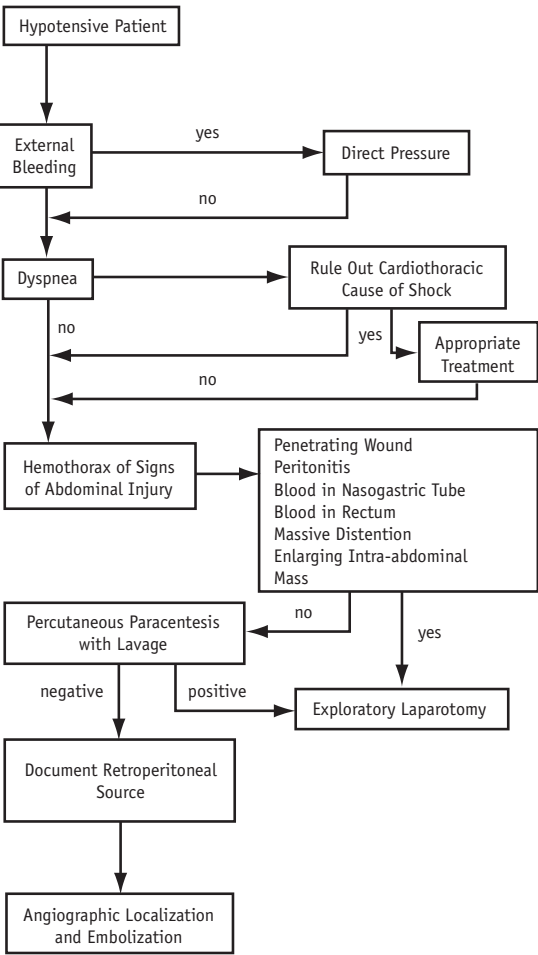 Hypotensive Patient
External
Bleeding
yes
Direct Pressure
no
Dyspnea
Rule Out Cardiothoracic
Cause of Shock
no
yes
Appropriate
Treatment
no
Hemothorax of Signs
of Abdominal Injury
Penetrating Wound
Peritonitis
Blood in Nasogastric Tube
Blood in Rectum
Massive Distention
Enlarging Intra-abdominal
Mass
no
yes
Percutaneous Paracentesis
with Lavage
negative
positive
Exploratory Laparotomy
Document Retroperitoneal
Source
Angiographic Localization
and Embolization